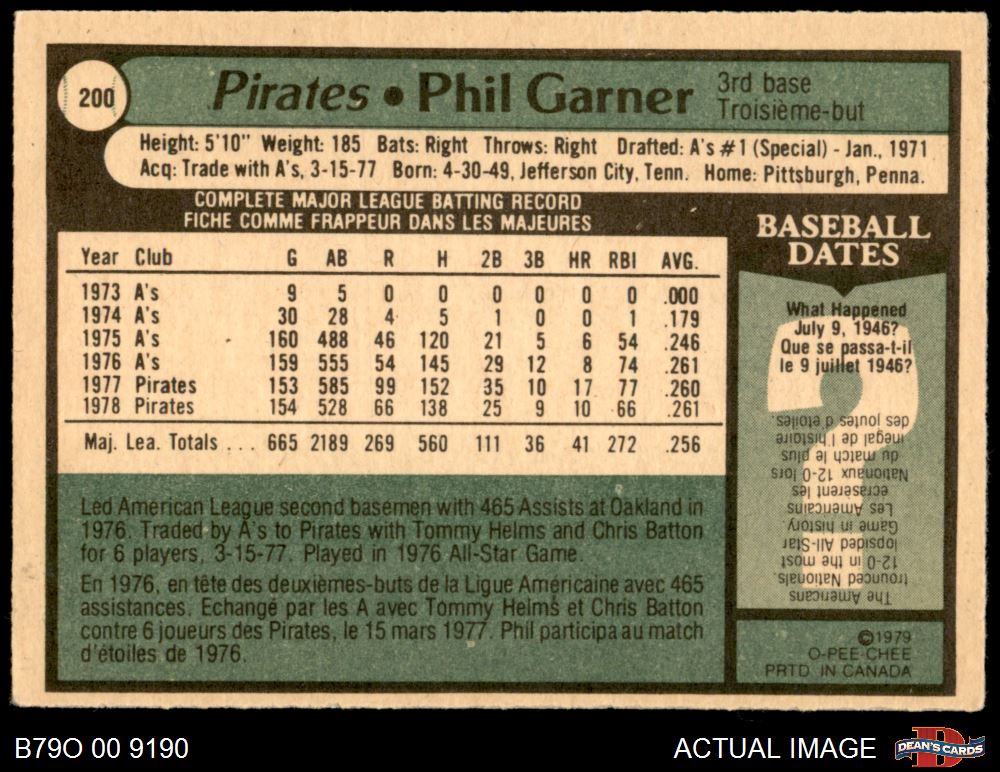 200
Pirates • Phil Garner
3rd base
Troisième-but
Height: 5'10" Weight: 185 Bats: Right Throws: Right Drafted: A's #1 (Special) - Jan., 1971
Acq: Trade with A's, 3-15-77 Born: 4-30-49, Jefferson City, Tenn. Home: Pittsburgh, Penna.
COMPLETE MAJOR LEAGUE BATTING RECORD
FICHE COMME FRAPPEUR DANS LES MAJEURES
Year Club G AB R H 2B 3B HR RBI AVG.
1973 A's 9 5 0 0 0 0 0 0 .000
1974 A's 30 28 4 5 1 0 0 1 .179
1975 A's 160 488 46 120 21 5 6 54 .246
1976 A's 159 555 54 145 29 12 8 74 .261
1977 Pirates 153 585 99 152 35 10 17 77 .260
1978 Pirates 154 528 66 138 25 9 10 66 .261
Maj. Lea. Totals . . . 665 2189 269 560 111 36 41 272 .256
Led American League second basemen with 465 Assists at Oakland in
1976. Traded by A's to Pirates with Tommy Helms and Chris Batton
for 6 players, 3-15-77. Played in 1976 All-Star Game.
En 1976, en tête des deuxièmes-buts de la Ligue Américaine avec 465
assistances. Echangé par les A avec Tommy Helms et Chris Batton
contre 6 joueurs des Pirates, le 15 mars 1977. Phil participa au match
d'étoiles de 1976.
BASEBALL
DATES
What Happened
July 9, 1946?
Que se passa-t-il
le 9 juillet 1946?
The Americans
trounced Nationals,
12-0 in the most
lopsided All-Star
Game in history.
Les Americains
ecraserent les
Nationaux 12-0 lors
du match le plus
inegal de l'histoire
des joutes d'etoiles.
©1979
O-PEE-CHEE
PRTD IN CANADA
B79O 00 9190
ACTUAL IMAGE
D
DEAN'S CARDS